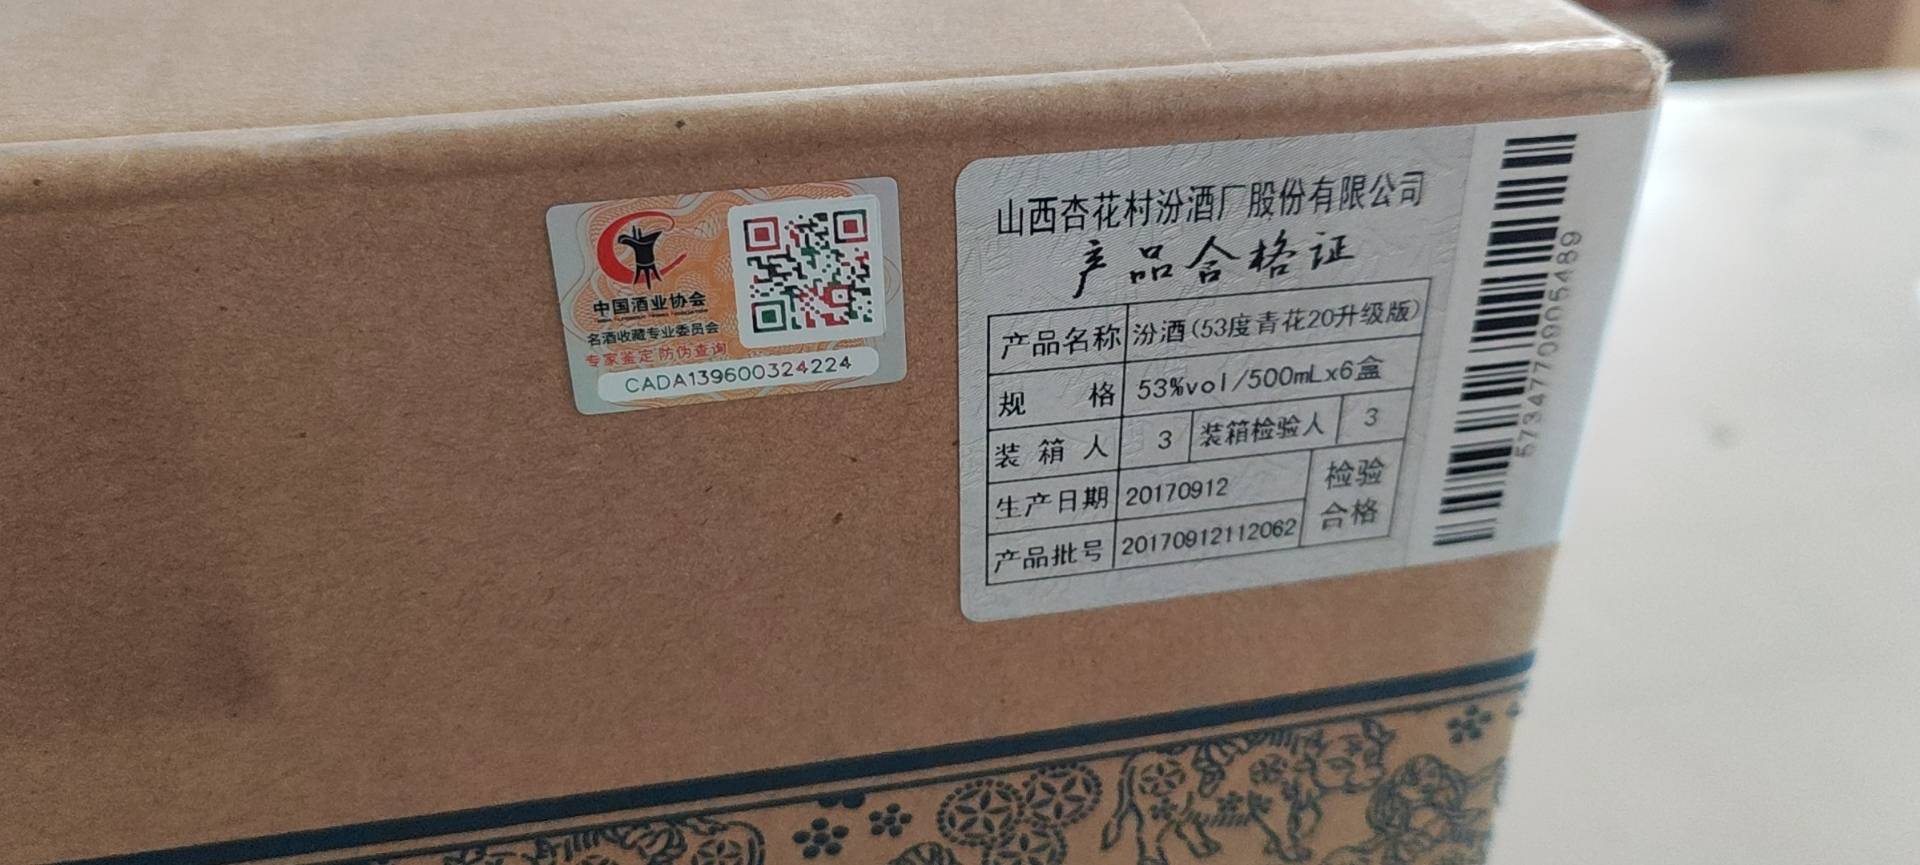 中国酒业协会
名酒收藏专业委员会
专家鉴定 防伪查询
CADA139600324224
山西杏花村汾酒厂股份有限公司
产品合格证
产品名称 汾酒(53度青花20升级版)
规 格 53%vol/500mLx6盒
装 箱 人 3 装箱检验人 3
生产日期 20170912
检验
合格
产品批号 20170912112062
5734770905489